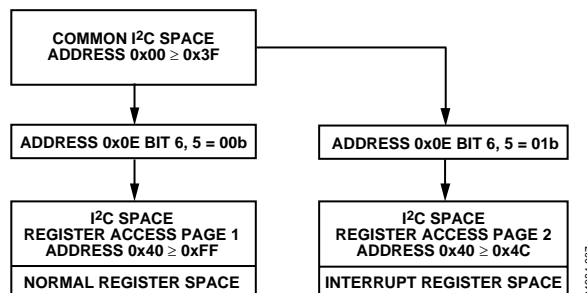 COMMON I²C SPACE
ADDRESS 0x00 ≥ 0x3F
ADDRESS 0x0E BIT 6, 5 = 00b
ADDRESS 0x0E BIT 6, 5 = 01b
I²C SPACE
REGISTER ACCESS PAGE 1
ADDRESS 0x40 ≥ 0xFF
NORMAL REGISTER SPACE
I²C SPACE
REGISTER ACCESS PAGE 2
ADDRESS 0x40 ≥ 0x4C
INTERRUPT REGISTER SPACE